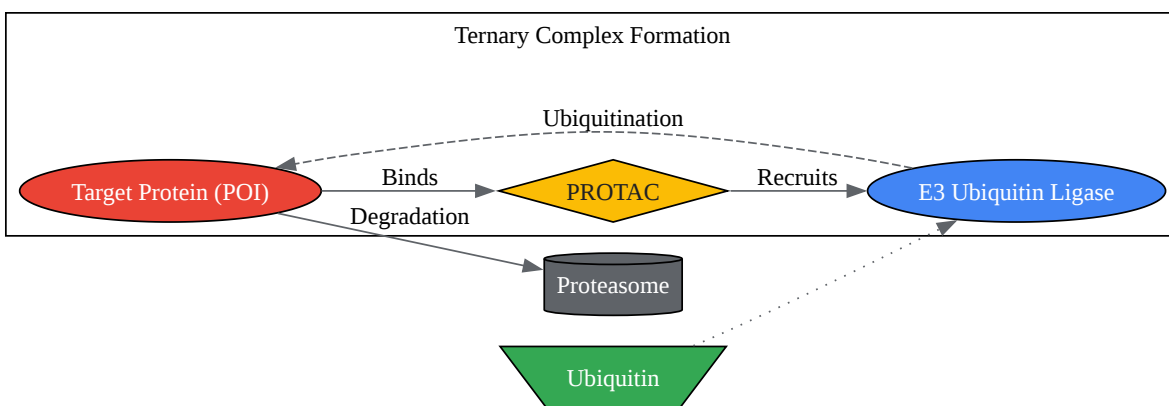 Ternary Complex Formation
Ubiquitination
Target Protein (POI)
Binds
PROTAC
Recruits
E3 Ubiquitin Ligase
Degradation
Proteasome
Ubiquitin